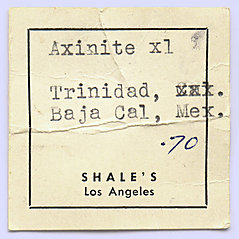 Axinite xl
Trinidad,
Baja Cal, Mex.
.70
SHALE'S
Los Angeles